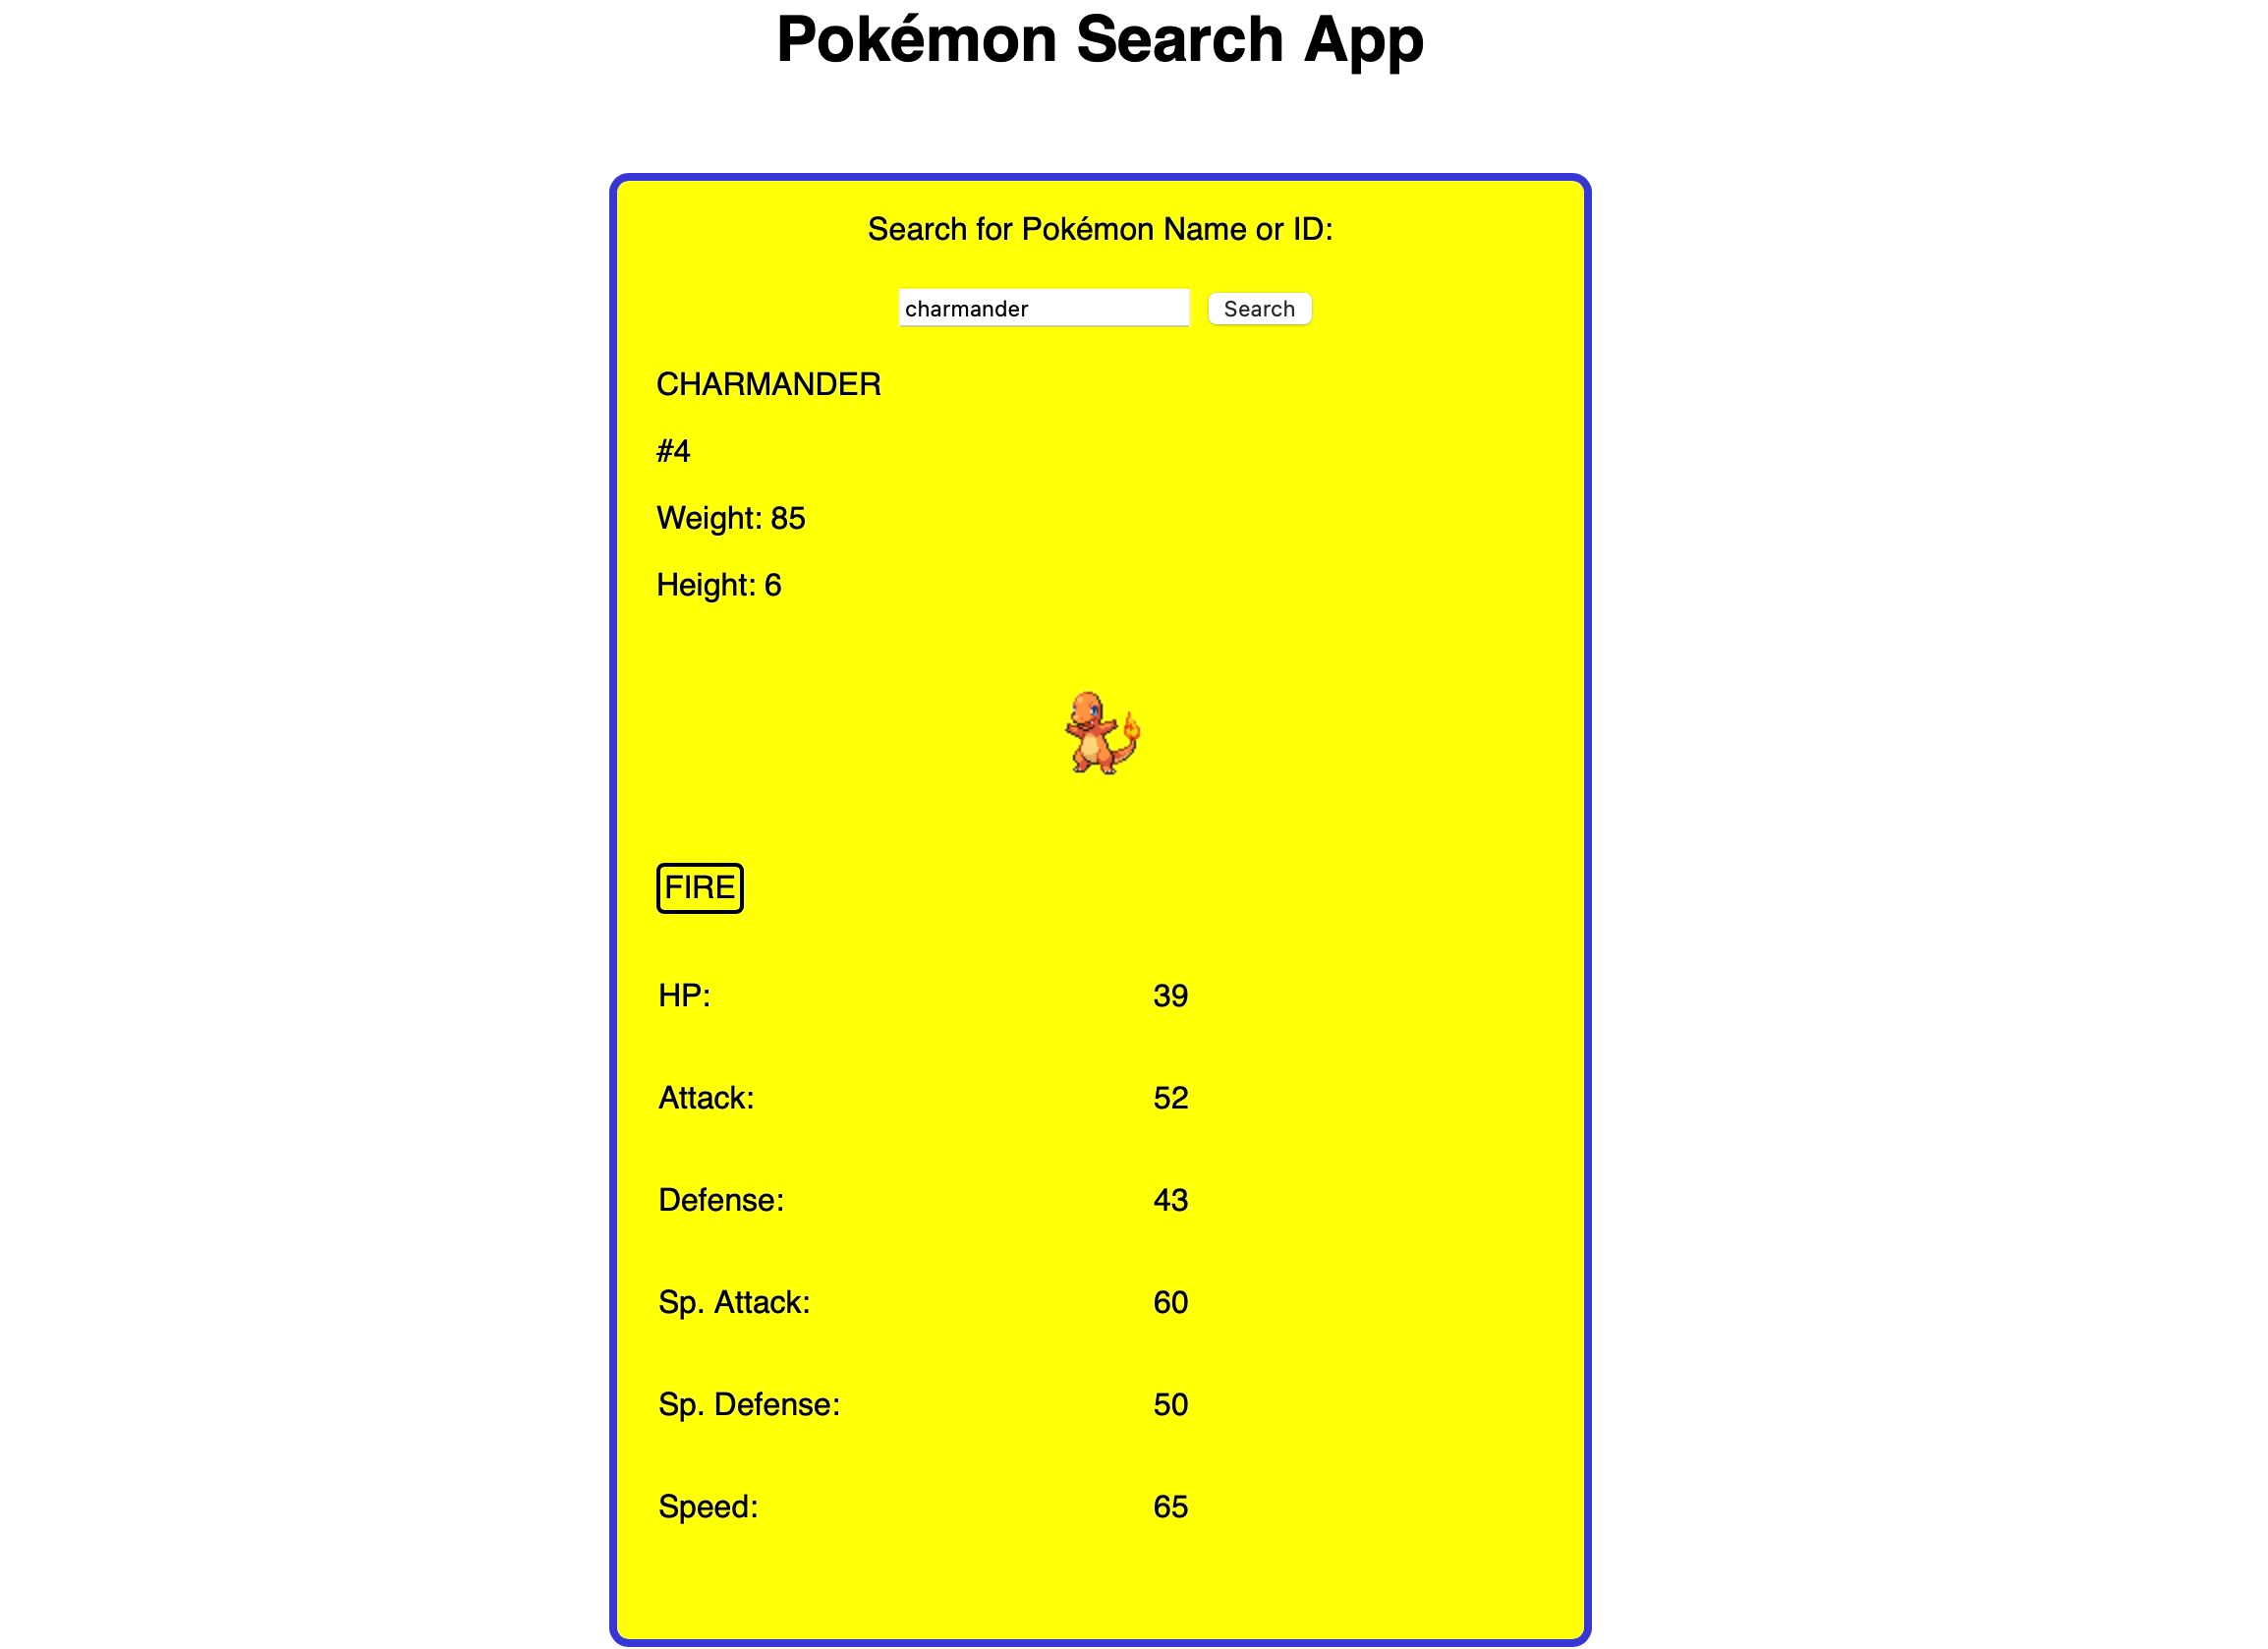 Pokémon Search App
Search for Pokémon Name or ID:
charmander Search
CHARMANDER
#4
Weight: 85
Height: 6
FIRE
HP: 39
Attack: 52
Defense: 43
Sp. Attack: 60
Sp. Defense: 50
Speed: 65